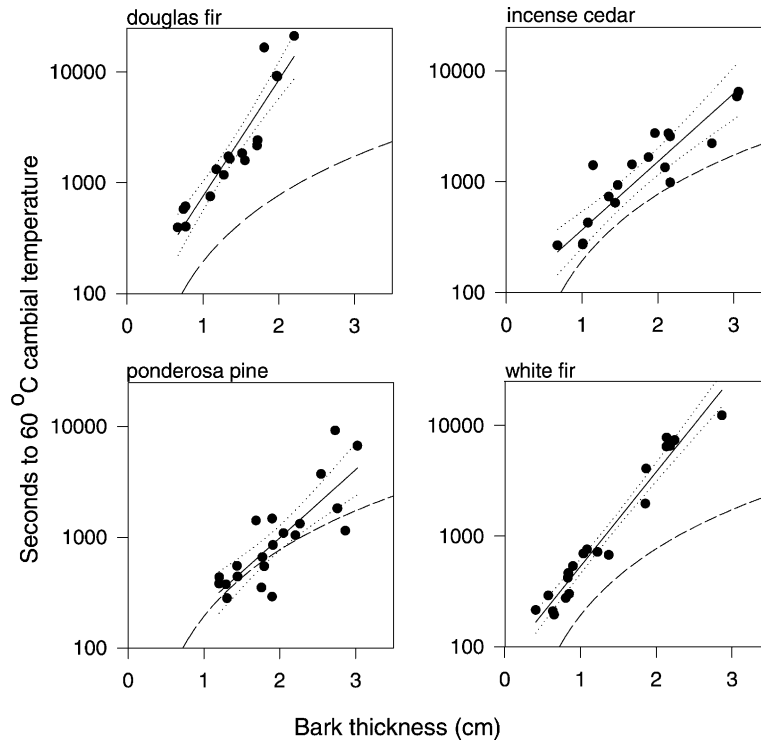 douglas fir
incense cedar
10000
1000
100
0 1 2 3
10000
1000
100
0 1 2 3
ponderosa pine
white fir
10000
1000
100
0 1 2 3
10000
1000
100
0 1 2 3
Seconds to 60 °C cambial temperature
Bark thickness (cm)